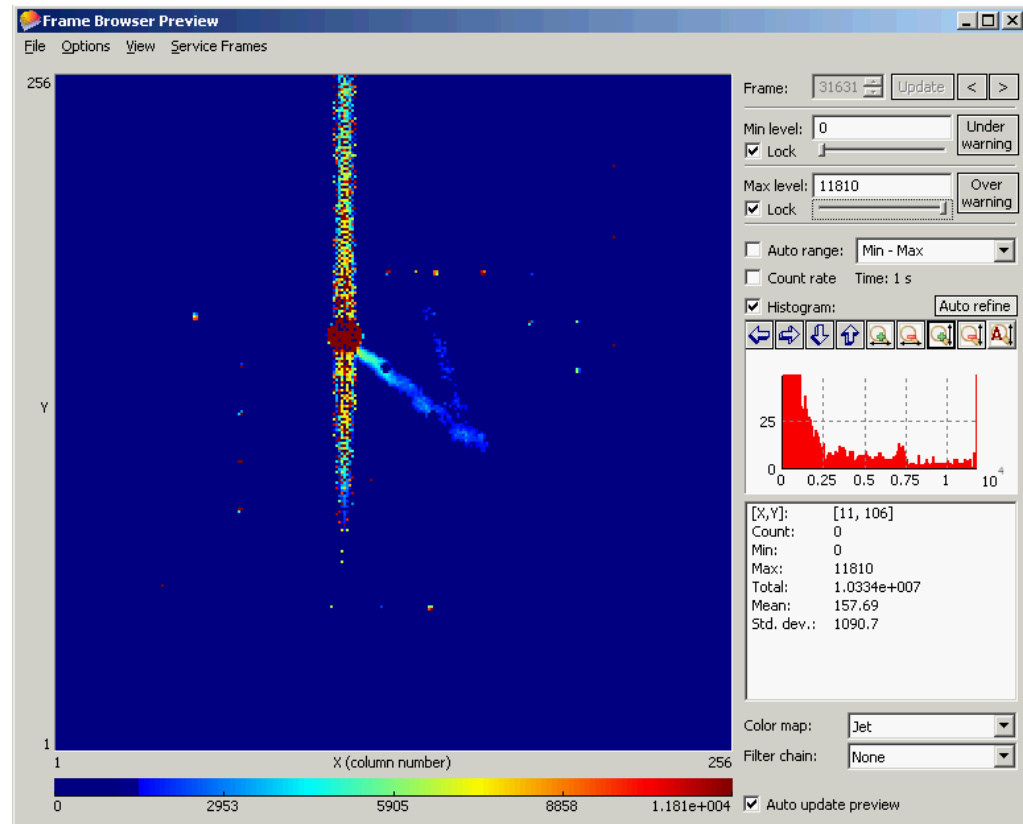 Frame Browser Preview
File Options View Service Frames
256
Y
1
1 X (column number) 256
0 2953 5905 8858 1.181e+004
Frame: 31631 Update < >
Min level: 0 Under warning
Lock
Max level: 11810 Over warning
Lock
Auto range: Min - Max
Count rate Time: 1 s
Histogram: Auto refine
A
25
0
0 0.25 0.5 0.75 1 10^4
[X,Y]: [11, 106]
Count: 0
Min: 0
Max: 11810
Total: 1.0334e+007
Mean: 157.69
Std. dev.: 1090.7
Color map: Jet
Filter chain: None
Auto update preview